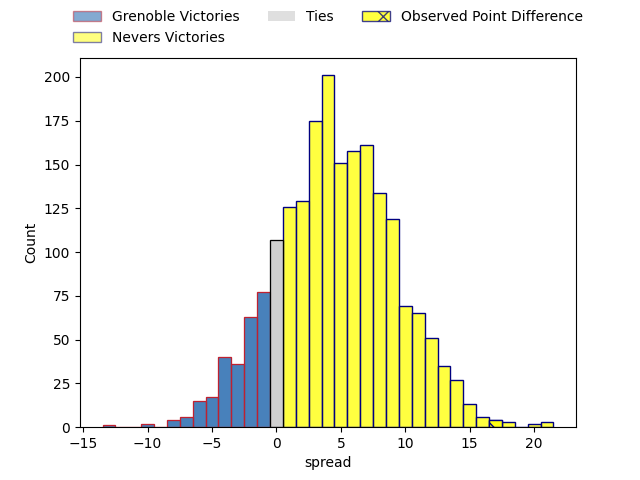 Grenoble Victories
Ties
Observed Point Difference
Nevers Victories
200
175
150
125
100
75
50
25
0
Count
−15
−10
−5
0
5
10
15
20
spread